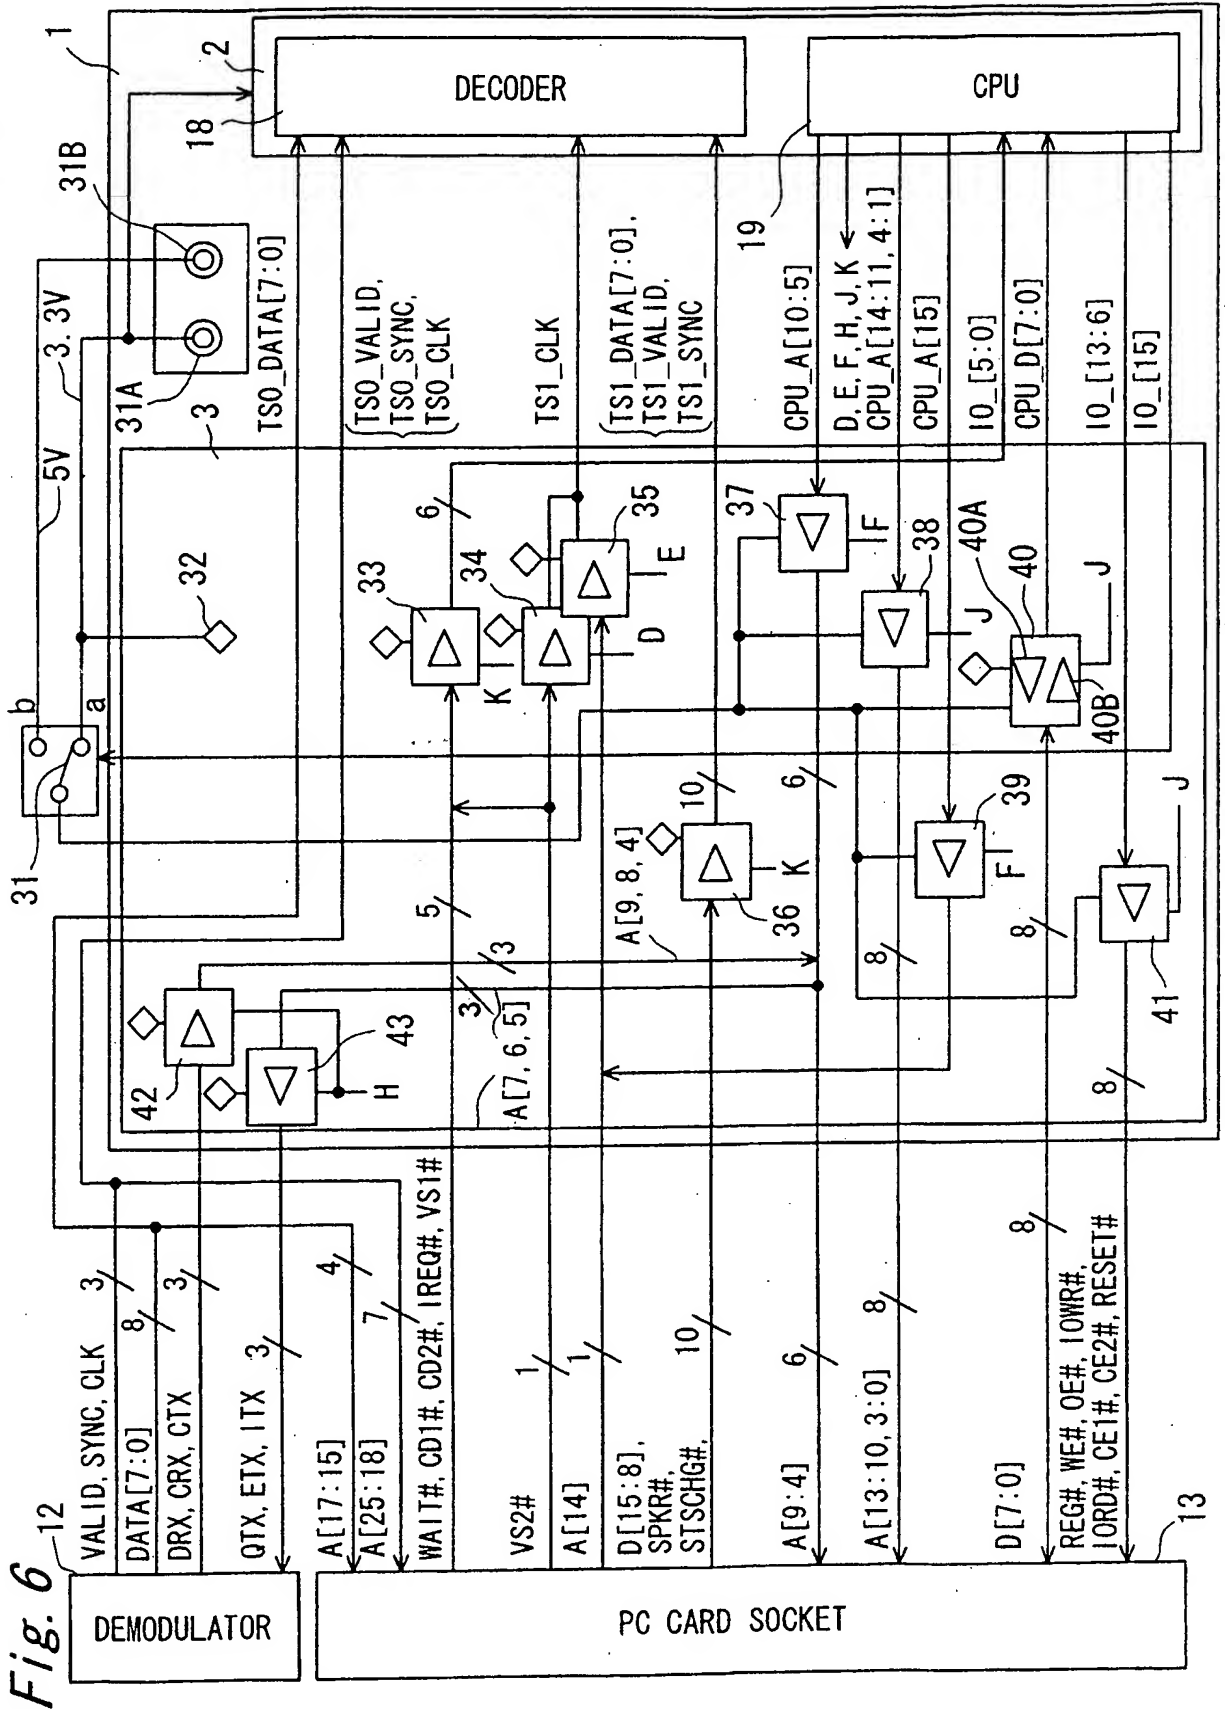 Fig. 6
12
DEMODULATOR
VALID, SYNC, CLK
3
DATA[7:0]
8
DRX, CRX, CTX
3
QTX, ETX, ITX
3
A[17:15]
4
A[25:18]
7
WAIT#, CD1#, CD2#, IREQ#, VS1#
VS2#
1
A[14]
1
D[15:8],
SPKR#,
STSCHG#,
10
A[9:4]
6
A[13:10, 3:0]
8
D[7:0]
8
REG#, WE#, OE#, IOWR#,
IORD#, CE1#, CE2#, RESET#
PC CARD SOCKET
13
31
b
a
5V
3. 3V
32
31A
31B
1
2
3
42
43
H
A[7, 6, 5]
3
3
A[9, 8, 4]
5
33
K
6
34
D
35
E
36
K
10
6
37
F
38
J
8
39
F
40A
40
40B
J
8
41
J
8
TS0_DATA[7:0]
TS0_VALID,
TS0_SYNC,
TS0_CLK
TS1_CLK
TS1_DATA[7:0],
TS1_VALID,
TS1_SYNC
CPU_A[10:5]
D, E, F, H, J, K
CPU_A[14:11, 4:1]
CPU_A[15]
IO_[5:0]
CPU_D[7:0]
IO_[13:6]
IO_[15]
18
DECODER
19
CPU